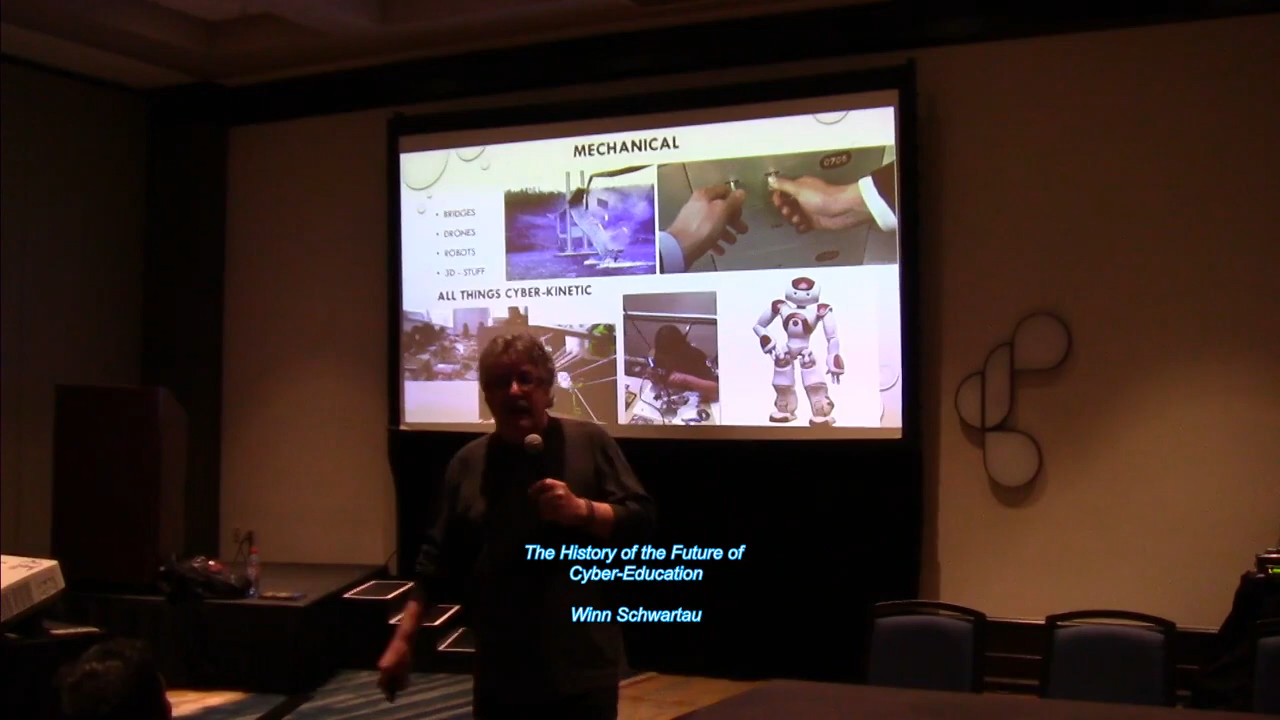 MECHANICAL
0705
• BRIDGES
• DRONES
• ROBOTS
• 3D - STUFF
ALL THINGS CYBER-KINETIC
The History of the Future of
Cyber-Education
Winn Schwartau